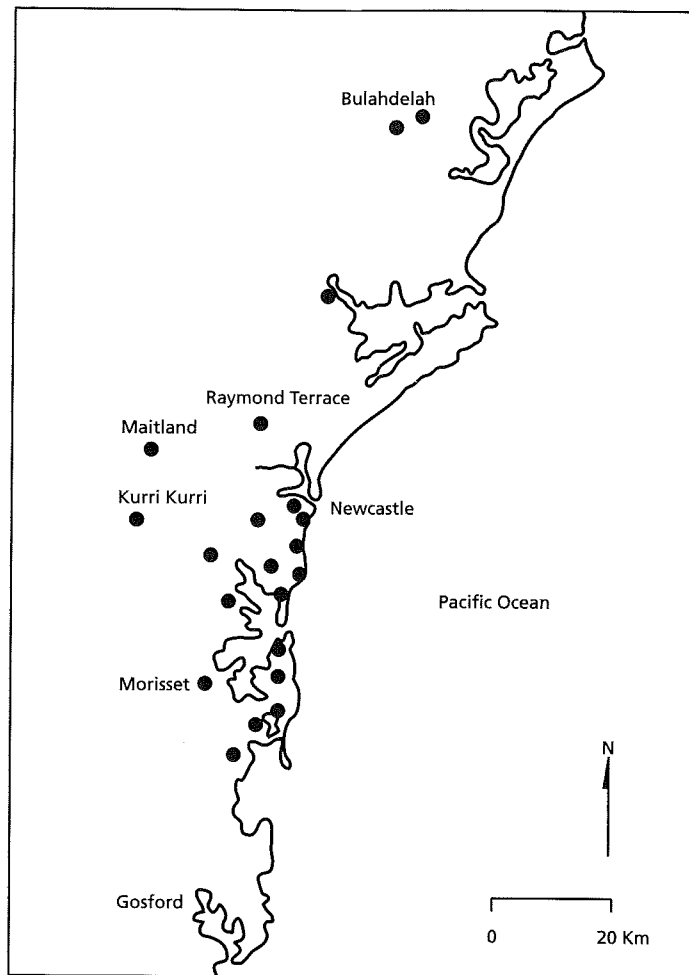 Bulahdelah
Raymond Terrace
Maitland
Kurri Kurri
Newcastle
Pacific Ocean
Morisset
N
Gosford
0 20 Km